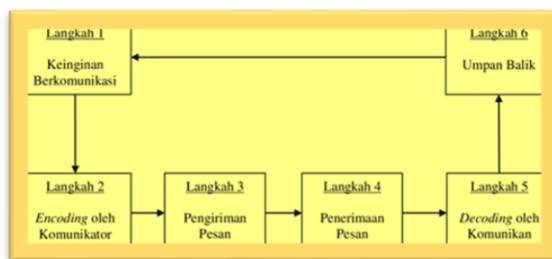 Langkah 1
Keinginan
Berkomunikasi
Langkah 6
Umpan Balik
Langkah 2
Encoding oleh
Komunikator
Langkah 3
Pengiriman
Pesan
Langkah 4
Penerimaan
Pesan
Langkah 5
Decoding oleh
Komunikan